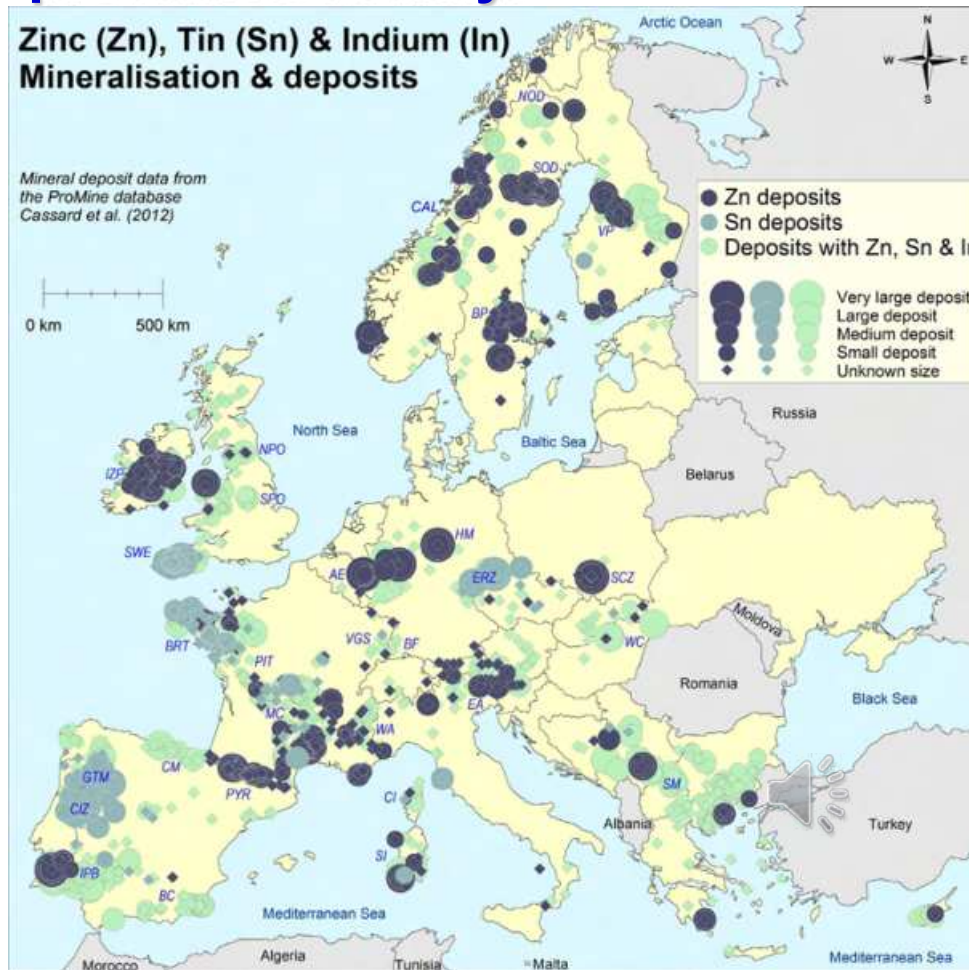 Zinc (Zn), Tin (Sn) & Indium (In)
Mineralisation & deposits
Arctic Ocean
N
W
E
S
Mineral deposit data from
the ProMine database
Cassard et al. (2012)
NOD
SOD
CAL
VP
BP
0 km
500 km
Zn deposits
Sn deposits
Deposits with Zn, Sn & In
Very large deposit
Large deposit
Medium deposit
Small deposit
Unknown size
Russia
North Sea
Baltic Sea
Belarus
NPO
IZP
SPO
SWE
HM
AE
ERZ
SCZ
Moldova
BRT
VGS
BF
WC
PIT
Romania
Black Sea
MC
EA
WA
CM
GTM
PYR
SM
CIZ
CI
Albania
Turkey
SI
IPB
BC
Mediterranean Sea
Mediterranean Sea
Morocco
Algeria
Tunisia
Malta